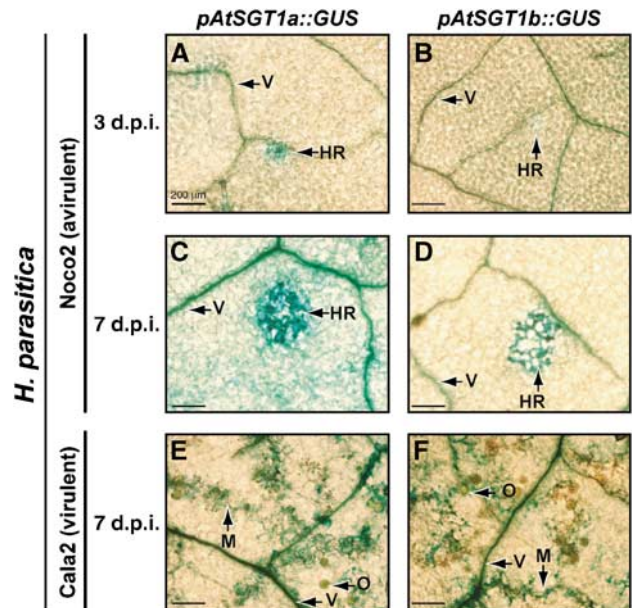 pAtSGT1a::GUS pAtSGT1b::GUS
H. parasitica
Noco2 (avirulent)
3 d.p.i.
A
V
HR
200 μm
B
V
HR
7 d.p.i.
C
V
HR
D
V
HR
Cala2 (virulent)
7 d.p.i.
E
M
O
V
F
O
V
M